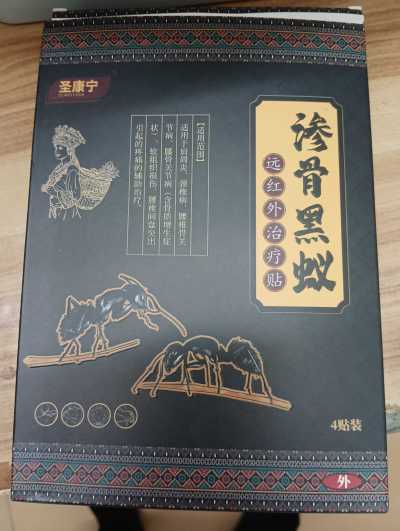 圣康宁
渗骨黑蚁
远红外治疗贴
【适用范围】
适用于肩周炎、颈椎病、腰椎骨关
节病、膝骨关节病(含骨质增生症
状)、软组织损伤、腰椎间盘突出
引起的疼痛的辅助治疗。
4贴装
外